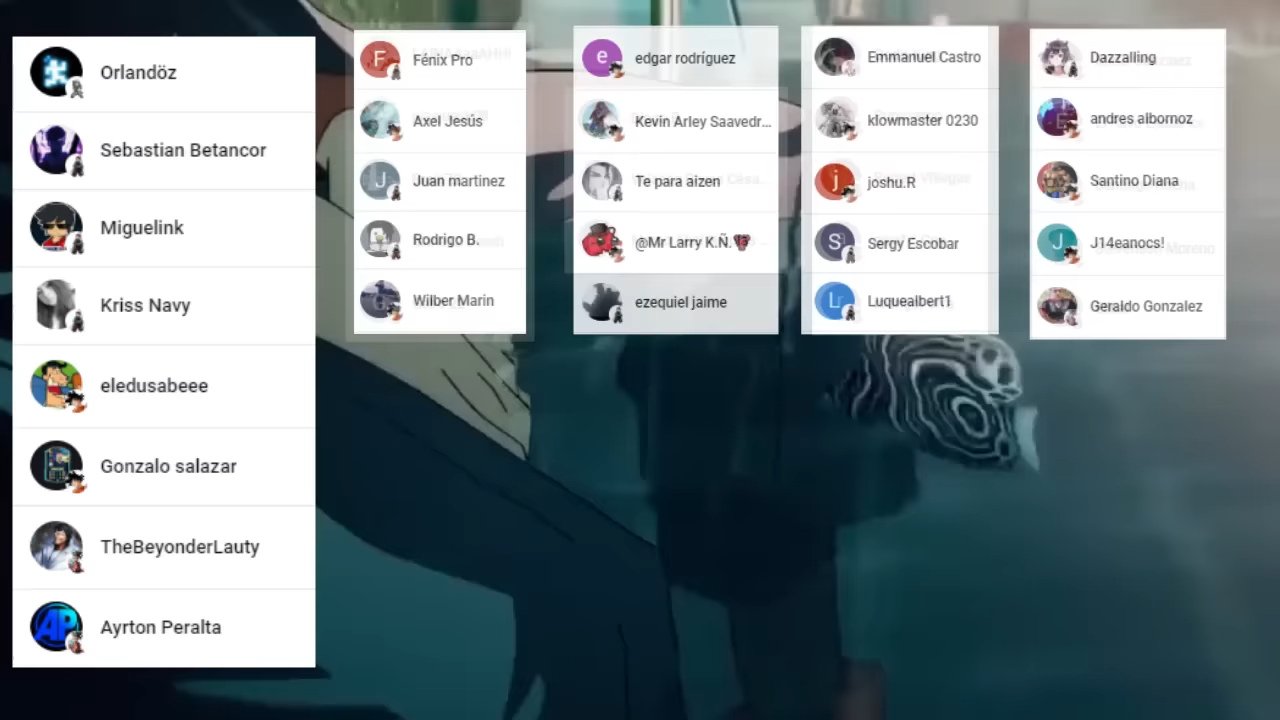 Orlandöz
Sebastian Betancor
Miguelink
Kriss Navy
eledusabeee
Gonzalo salazar
TheBeyonderLauty
AP
Ayrton Peralta
F
Fénix Pro
Axel Jesús
J
Juan martinez
Rodrigo B.
Wilber Marin
e
edgar rodríguez
Kevin Arley Saavedr...
Te para aizen
@Mr Larry K.Ñ.
ezequiel jaime
Emmanuel Castro
klowmaster 0230
j
joshu.R
S
Sergy Escobar
L
Luquealbert1
Dazzalling
andres albornoz
Santino Diana
J
J14eanocs!
Geraldo Gonzalez